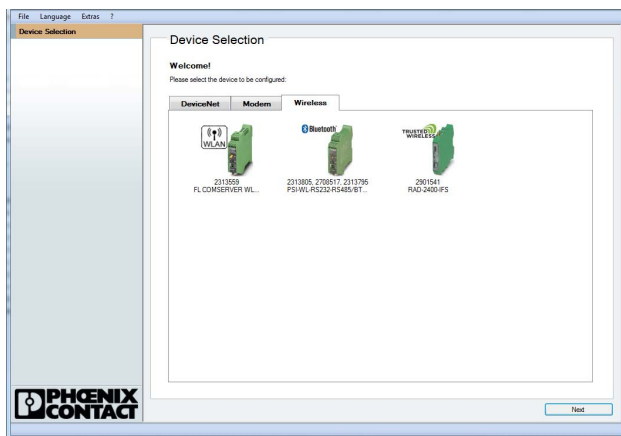 File Language Extras ?
Device Selection
Device Selection
Welcome!
Please select the device to be configured:
DeviceNet Modem Wireless
WLAN
Bluetooth
TRUSTED
WIRELESS
2313559
FL COMSERVER WL...
2313805, 2708517, 2313795
PSI-WL-RS232-RS485/BT...
2901541
RAD-2400-IFS
PHŒNIX
CONTACT
Next